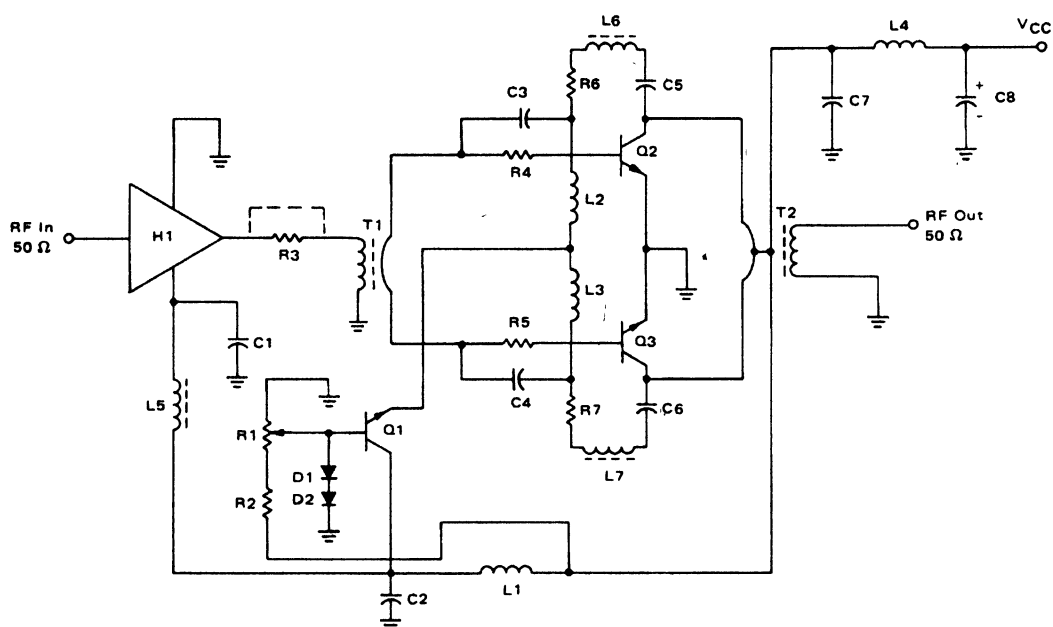 L6
L4
VCC
R6
C5
C3
C7
+
C8
-
R4
Q2
RF In
50 Ω
H1
R3
T1
L2
T2
RF Out
50 Ω
L3
C1
R5
Q3
L5
C4
R7
C6
R1
Q1
D1
D2
R2
L7
L1
C2